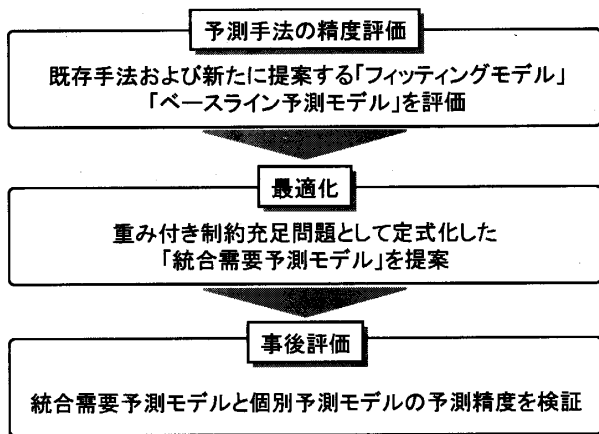 予測手法の精度評価
既存手法および新たに提案する「フィッティングモデル」
「ベースライン予測モデル」を評価
最適化
重み付き制約充足問題として定式化した
「統合需要予測モデル」を提案
事後評価
統合需要予測モデルと個別予測モデルの予測精度を検証